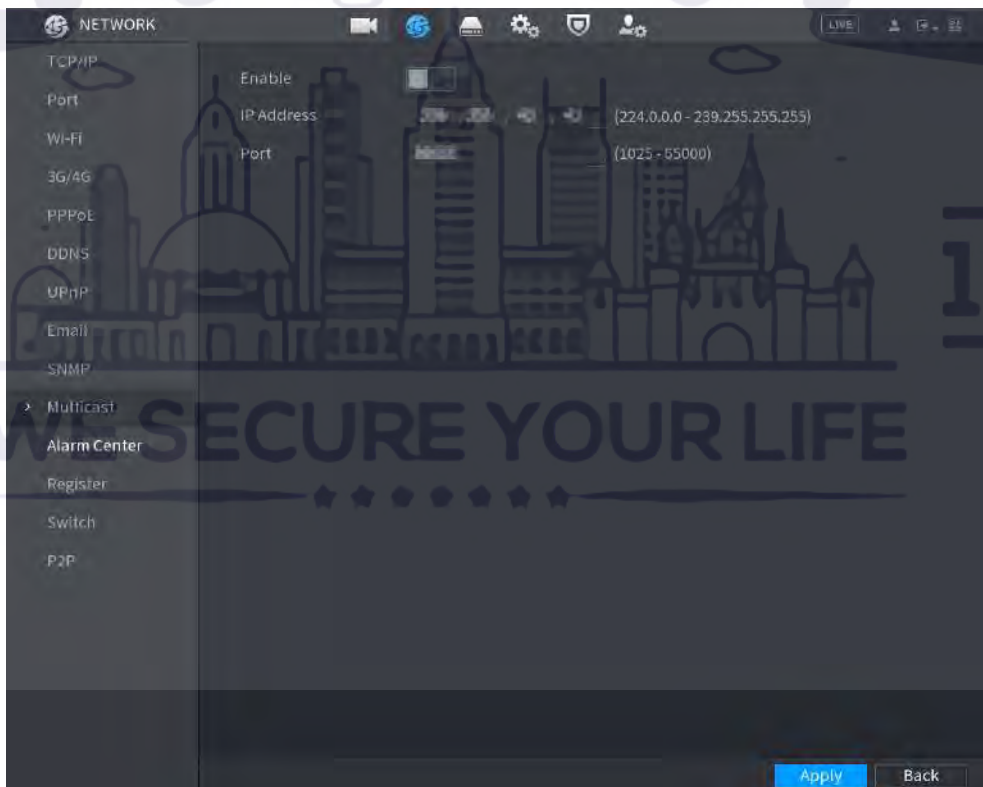 NETWORK
LIVE
TCP/IP
Port
Wi-Fi
3G/4G
PPPoE
DDNS
UPnP
Email
SNMP
Multicast
Alarm Center
Register
Switch
P2P
Enable
IP Address
(224.0.0.0 - 239.255.255.255)
Port
(1025 - 65000)
WE SECURE YOUR LIFE
Apply
Back